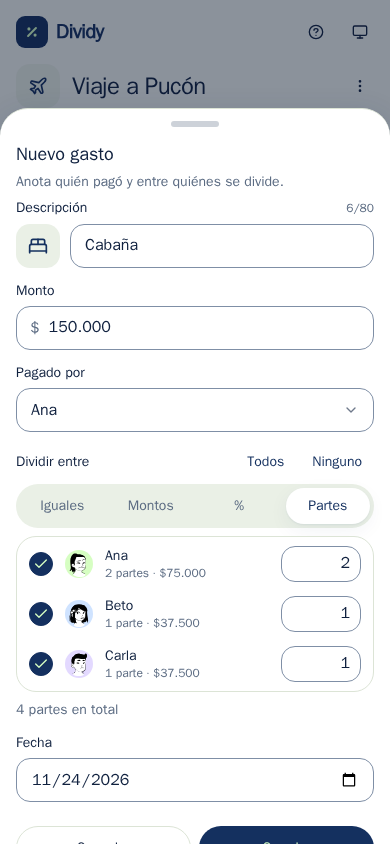 Dividy
Viaje a Pucón
Nuevo gasto
Anota quién pagó y entre quiénes se divide.
Descripción 6/80
Cabaña
Monto
$ 150.000
Pagado por
Ana
Dividir entre Todos Ninguno
Iguales Montos % Partes
Ana
2 partes · $75.000
2
Beto
1 parte · $37.500
1
Carla
1 parte · $37.500
1
4 partes en total
Fecha
11/24/2026